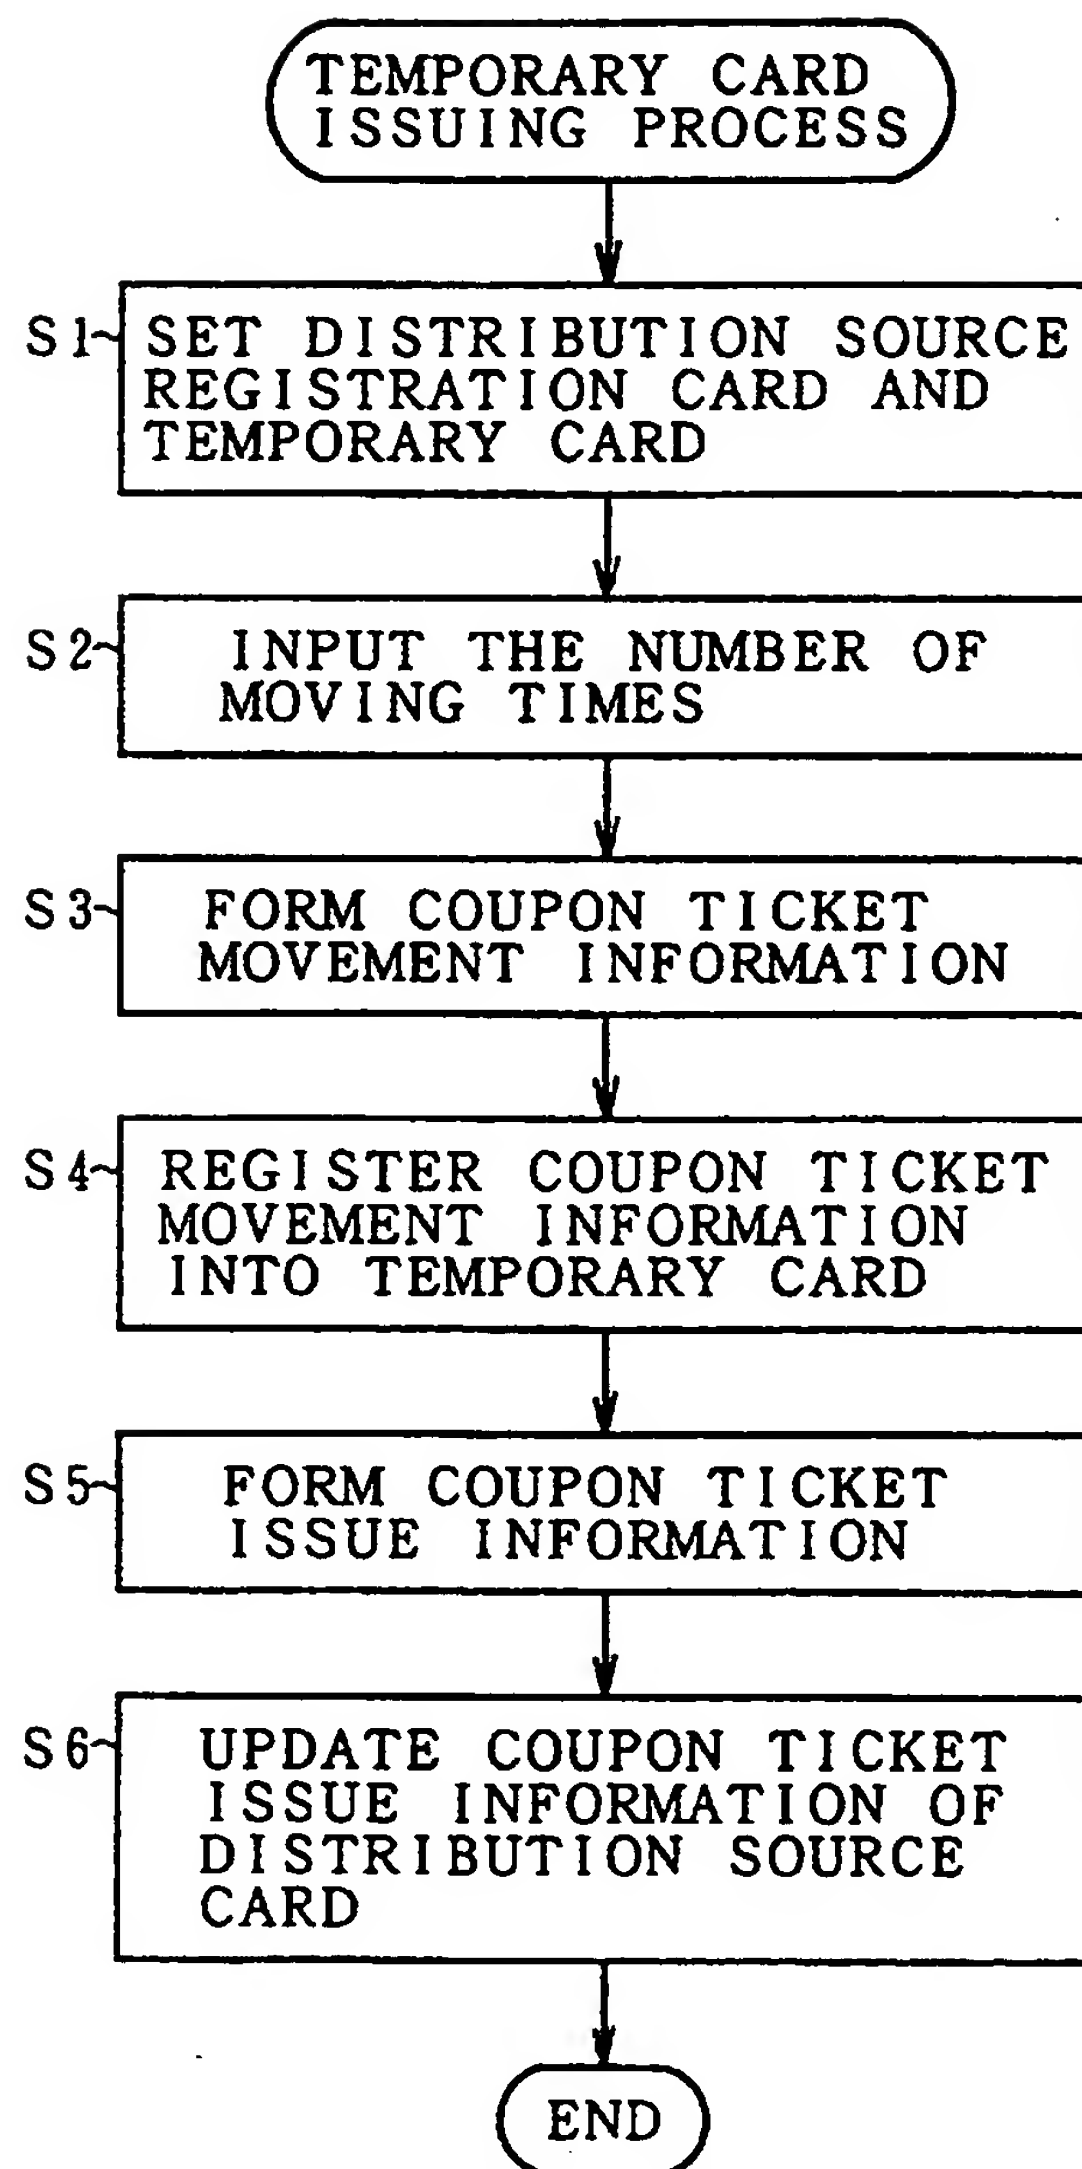 TEMPORARY CARD
ISSUING PROCESS
S1
SET DISTRIBUTION SOURCE
REGISTRATION CARD AND
TEMPORARY CARD
S2
INPUT THE NUMBER OF
MOVING TIMES
S3
FORM COUPON TICKET
MOVEMENT INFORMATION
S4
REGISTER COUPON TICKET
MOVEMENT INFORMATION
INTO TEMPORARY CARD
S5
FORM COUPON TICKET
ISSUE INFORMATION
S6
UPDATE COUPON TICKET
ISSUE INFORMATION OF
DISTRIBUTION SOURCE
CARD
END